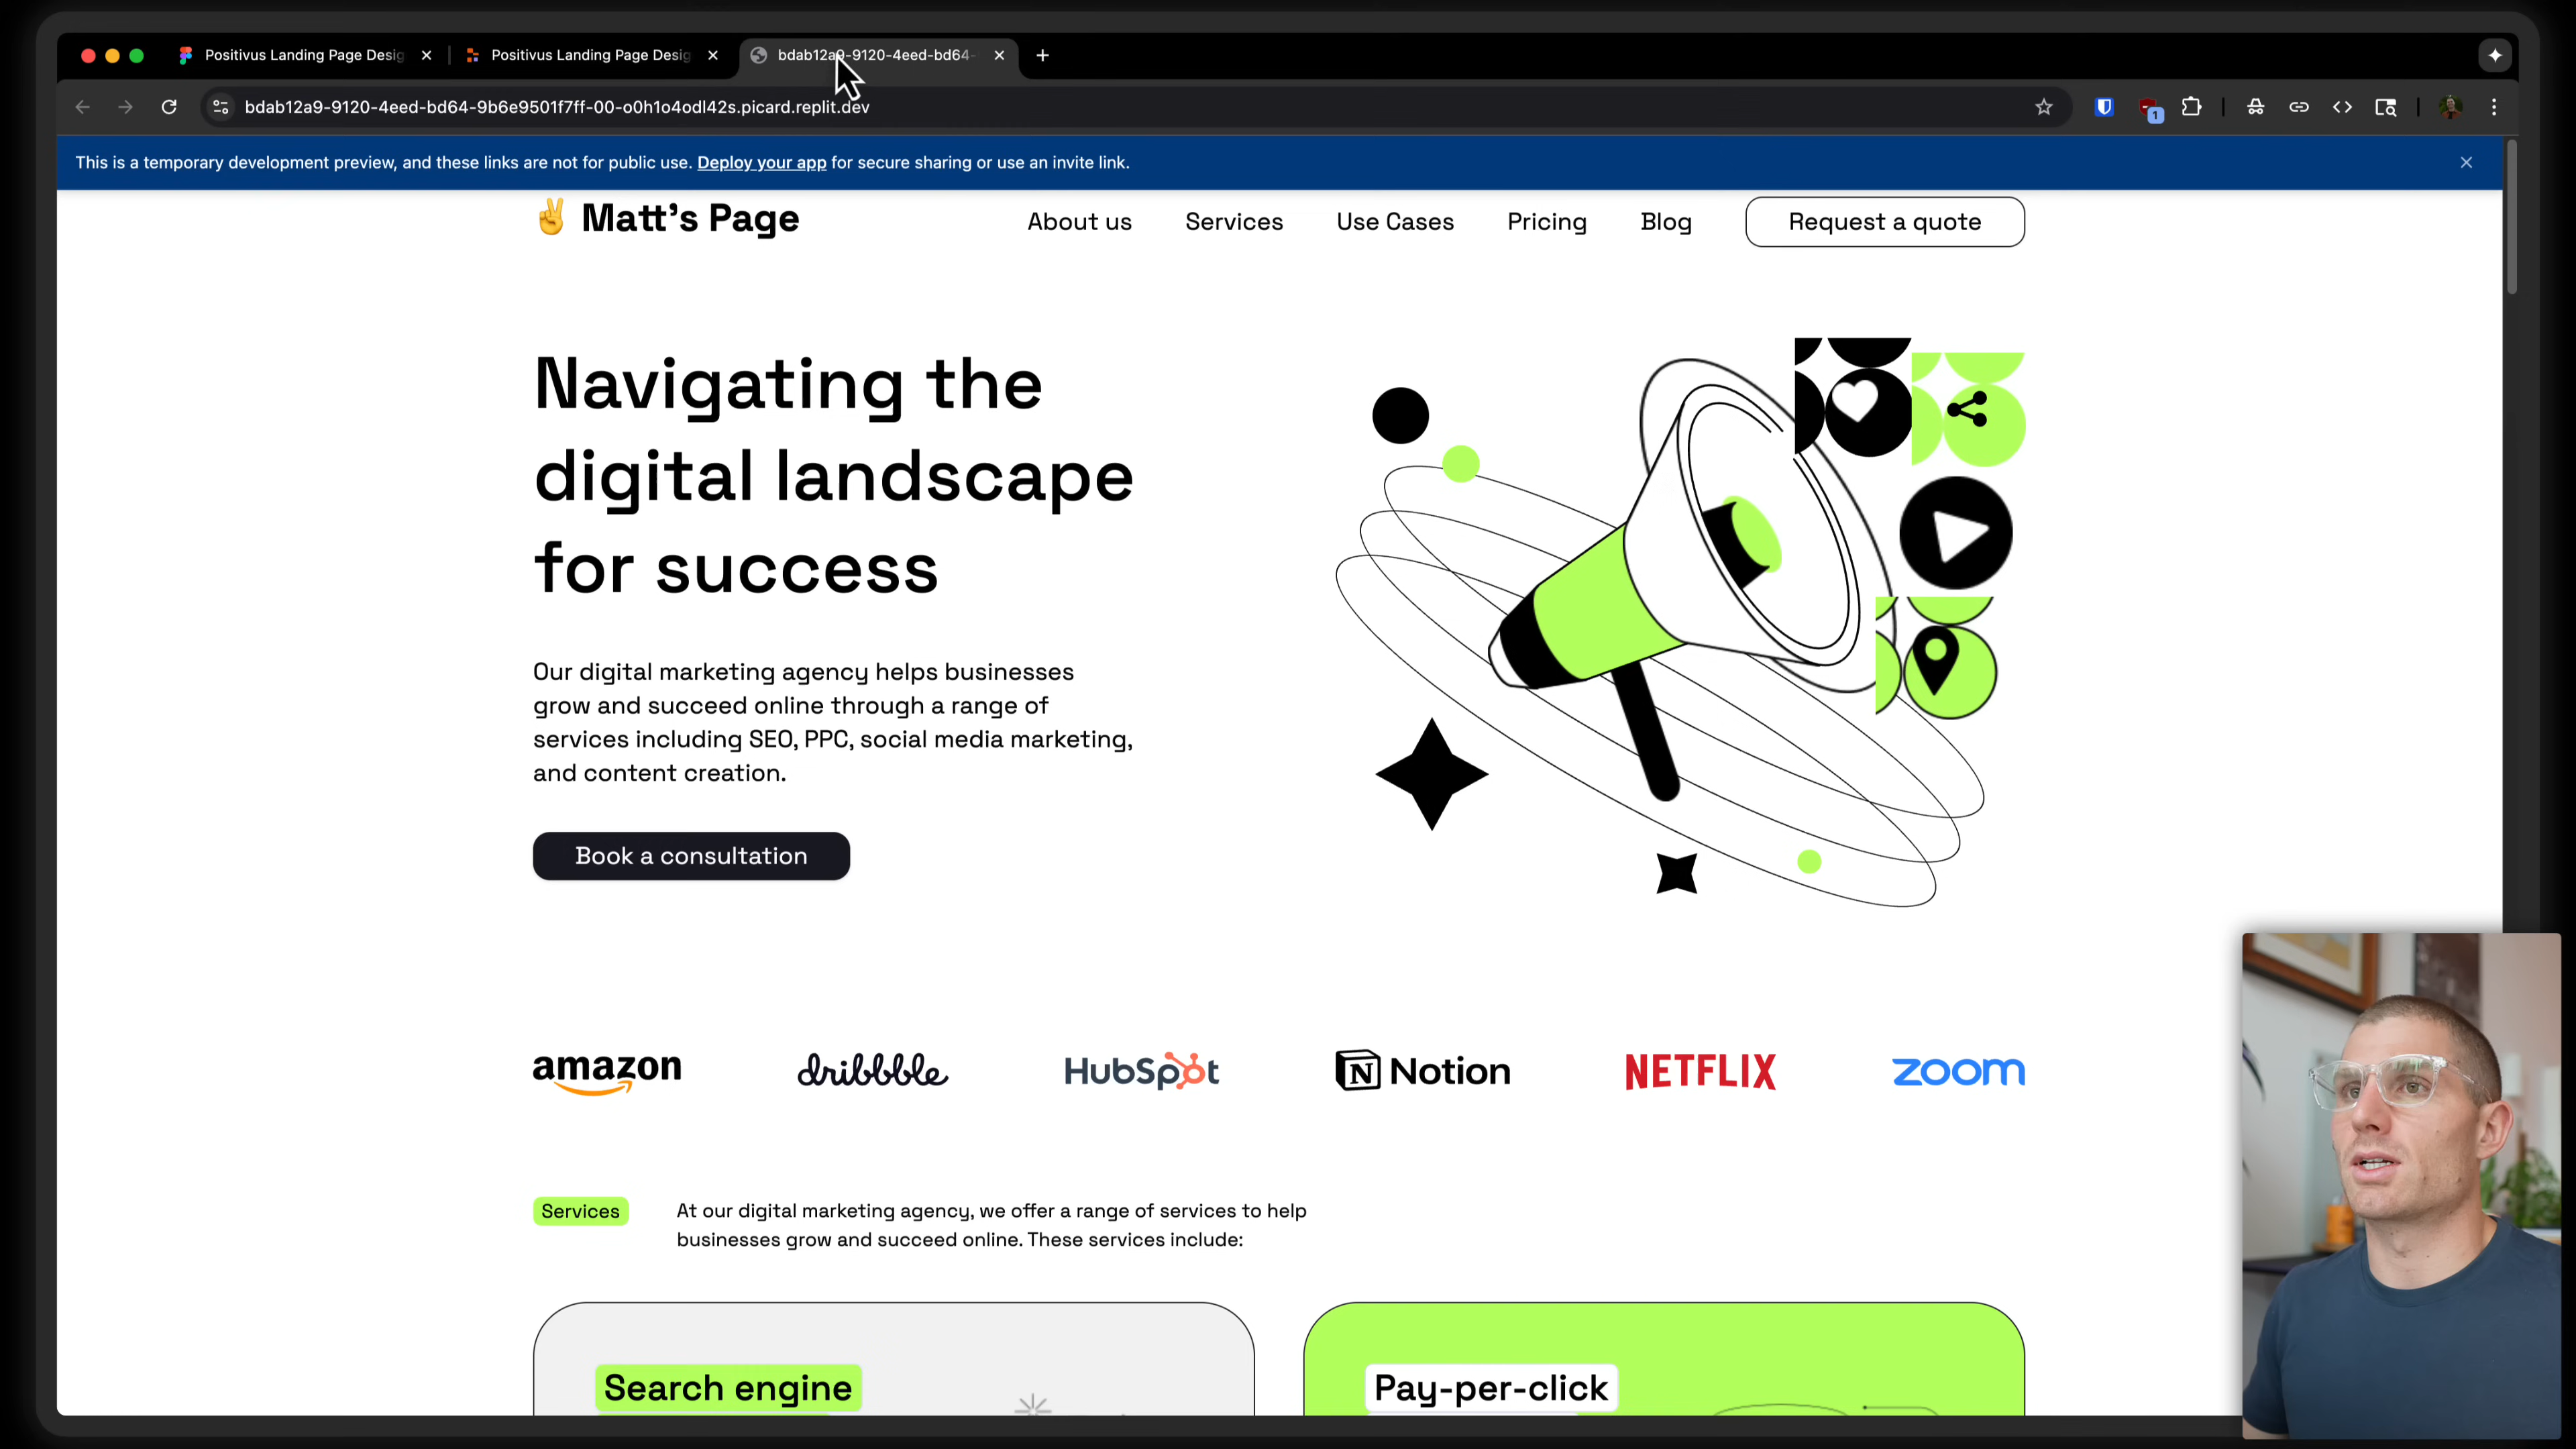 Positivus Landing Page Desig
Positivus Landing Page Desig
bdab12a9-9120-4eed-bd64-
bdab12a9-9120-4eed-bd64-9b6e9501f7ff-00-o0h1o4odl42s.picard.replit.dev
1
This is a temporary development preview, and these links are not for public use. Deploy your app for secure sharing or use an invite link.
✌️ Matt's Page
About us
Services
Use Cases
Pricing
Blog
Request a quote
Navigating the
digital landscape
for success
Our digital marketing agency helps businesses
grow and succeed online through a range of
services including SEO, PPC, social media marketing,
and content creation.
Book a consultation
amazon
dribbble
HubSpot
Notion
NETFLIX
zoom
Services
At our digital marketing agency, we offer a range of services to help
businesses grow and succeed online. These services include:
Search engine
Pay-per-click